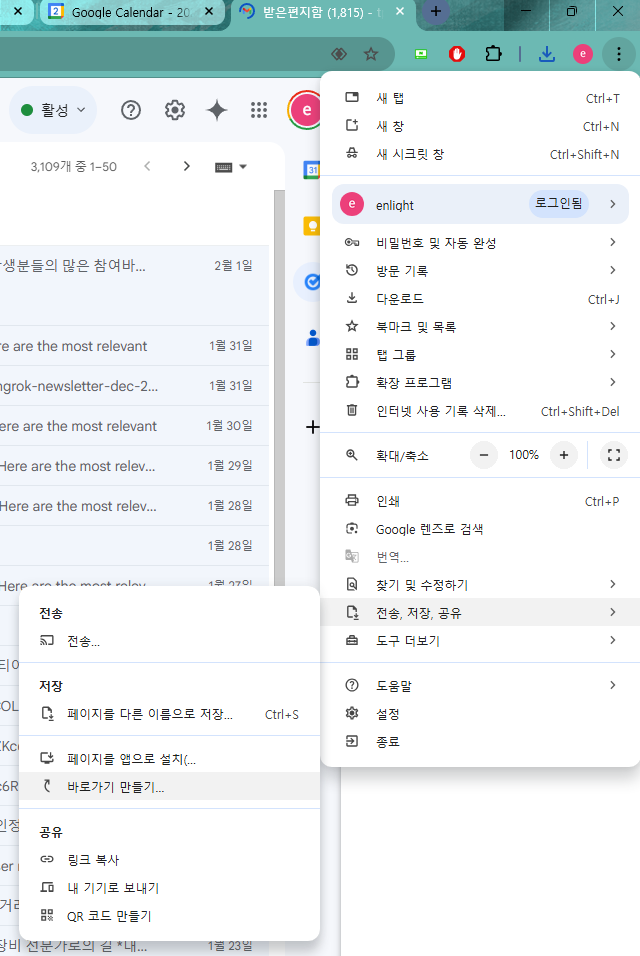 Google Calendar - 20
받은편지함 (1,815) -
활성
e
e
새 탭 Ctrl+T
새 창 Ctrl+N
새 시크릿 창 Ctrl+Shift+N
3,109개 중 1–50
31
e enlight 로그인됨
비밀번호 및 자동 완성
생분들의 많은 참여바... 2월 1일
방문 기록
다운로드 Ctrl+J
북마크 및 목록
re are the most relevant 1월 31일
탭 그룹
ngrok-newsletter-dec-2... 1월 31일
확장 프로그램
인터넷 사용 기록 삭제... Ctrl+Shift+Del
ere are the most relevant 1월 30일
확대/축소 − 100% +
Here are the most relev... 1월 29일
인쇄 Ctrl+P
Here are the most relev... 1월 28일
Google 렌즈로 검색
1월 28일
번역...
Here are the most relev... 1월 27일
찾기 및 수정하기
전송, 저장, 공유
도구 더보기
도움말
설정
종료
전송
전송...
저장
페이지를 다른 이름으로 저장... Ctrl+S
페이지를 앱으로 설치(...
바로가기 만들기...
공유
링크 복사
내 기기로 보내기
QR 코드 만들기
장비 전문가로의 길 *내... 1월 23일